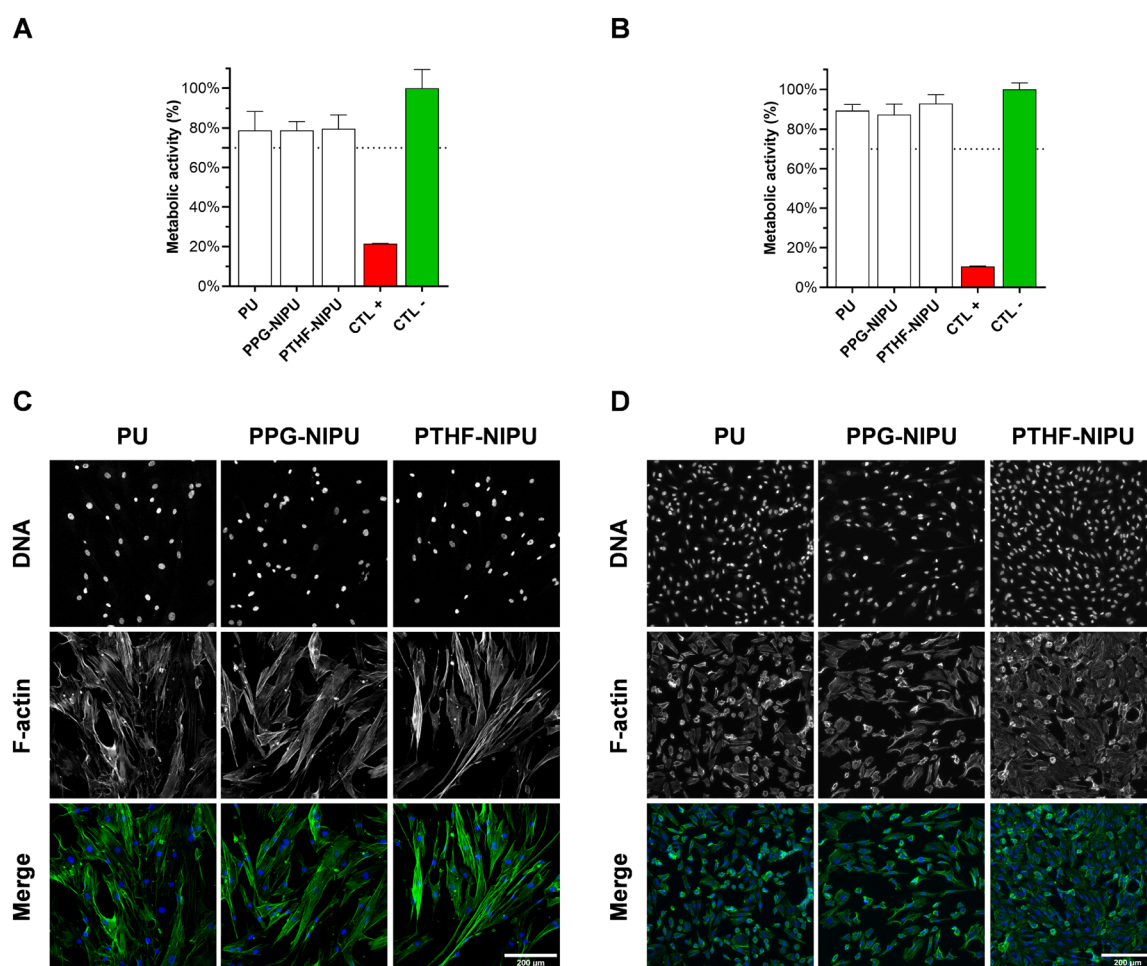 A
Metabolic activity (%)
100%
80%
60%
40%
20%
0%
PU
PPG-NIPU
PTHF-NIPU
CTL +
CTL -
B
Metabolic activity (%)
100%
80%
60%
40%
20%
0%
PU
PPG-NIPU
PTHF-NIPU
CTL +
CTL -
C
PU PPG-NIPU PTHF-NIPU
DNA
F-actin
Merge
200 μm
D
PU PPG-NIPU PTHF-NIPU
DNA
F-actin
Merge
200 μm